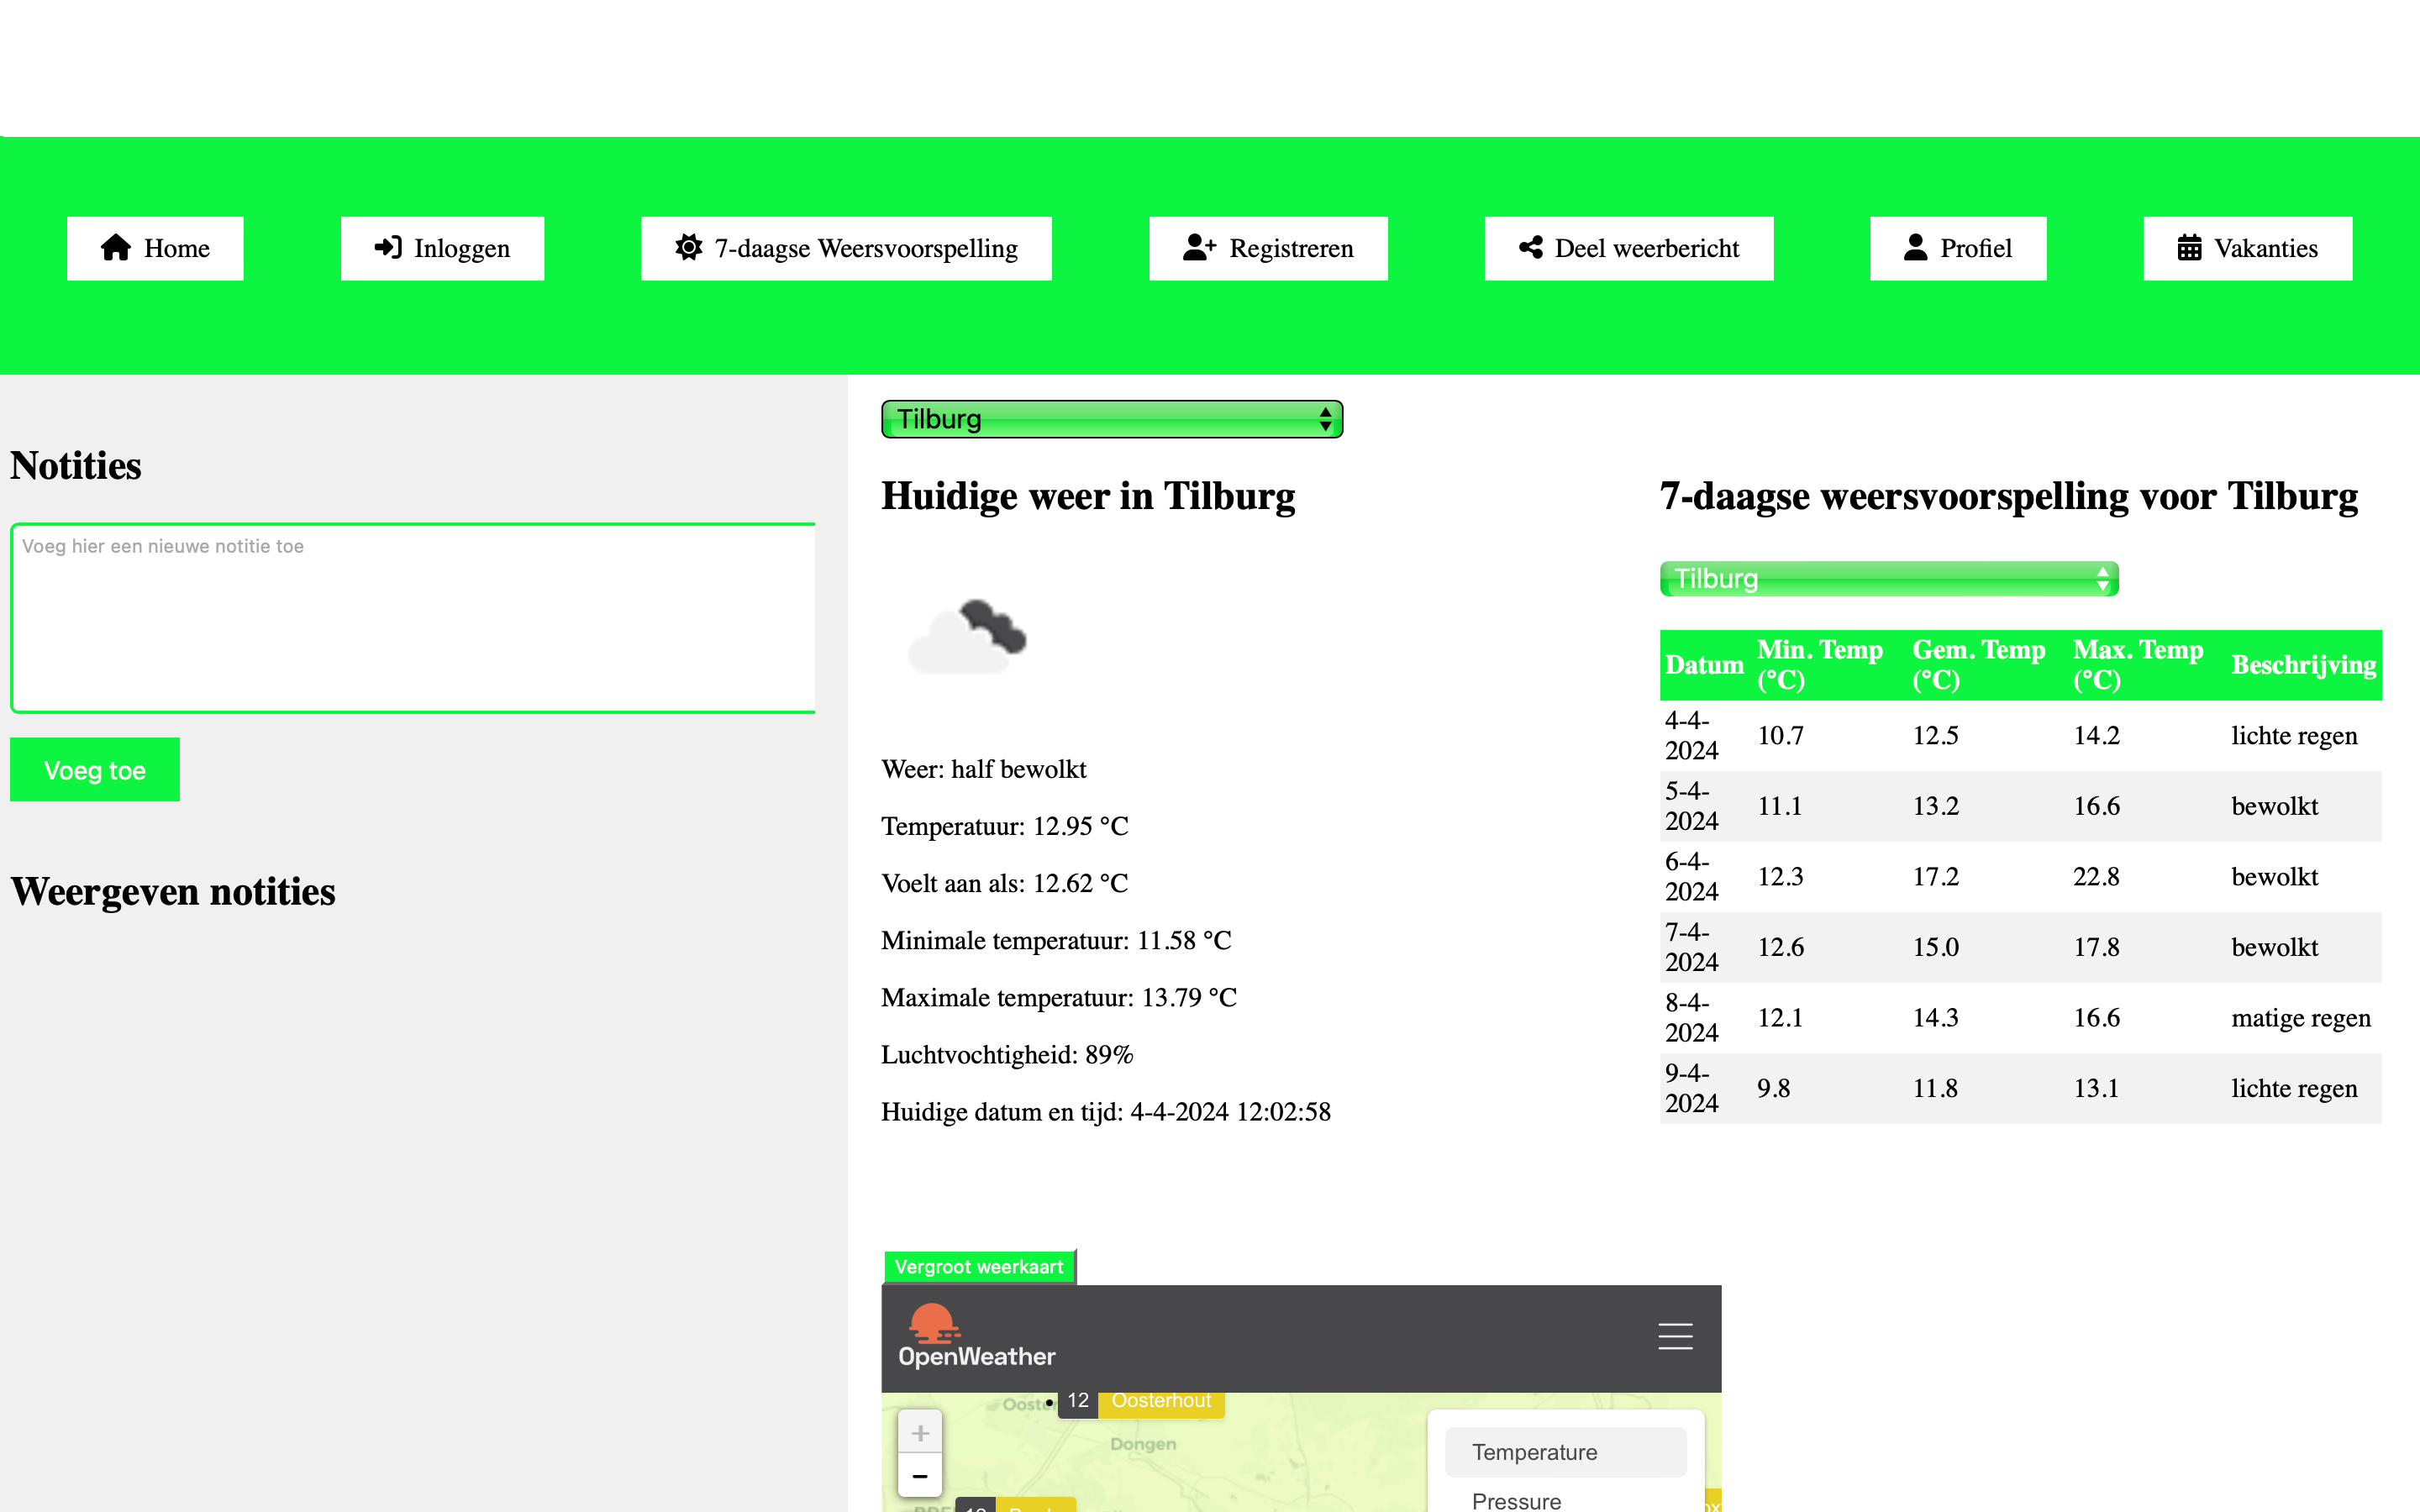 Home
Inloggen
7-daagse Weersvoorspelling
Registreren
Deel weerbericht
Profiel
Vakanties
Notities
Voeg hier een nieuwe notitie toe
Voeg toe
Weergeven notities
Tilburg
Huidige weer in Tilburg
Weer: half bewolkt
Temperatuur: 12.95 °C
Voelt aan als: 12.62 °C
Minimale temperatuur: 11.58 °C
Maximale temperatuur: 13.79 °C
Luchtvochtigheid: 89%
Huidige datum en tijd: 4-4-2024 12:02:58
7-daagse weersvoorspelling voor Tilburg
Tilburg
Datum Min. Temp (°C) Gem. Temp (°C) Max. Temp (°C) Beschrijving
4-4-2024 10.7 12.5 14.2 lichte regen
5-4-2024 11.1 13.2 16.6 bewolkt
6-4-2024 12.3 17.2 22.8 bewolkt
7-4-2024 12.6 15.0 17.8 bewolkt
8-4-2024 12.1 14.3 16.6 matige regen
9-4-2024 9.8 11.8 13.1 lichte regen
Vergroot weerkaart
OpenWeather
12 Oosterhout
Dongen
+
−
Temperature
Pressure